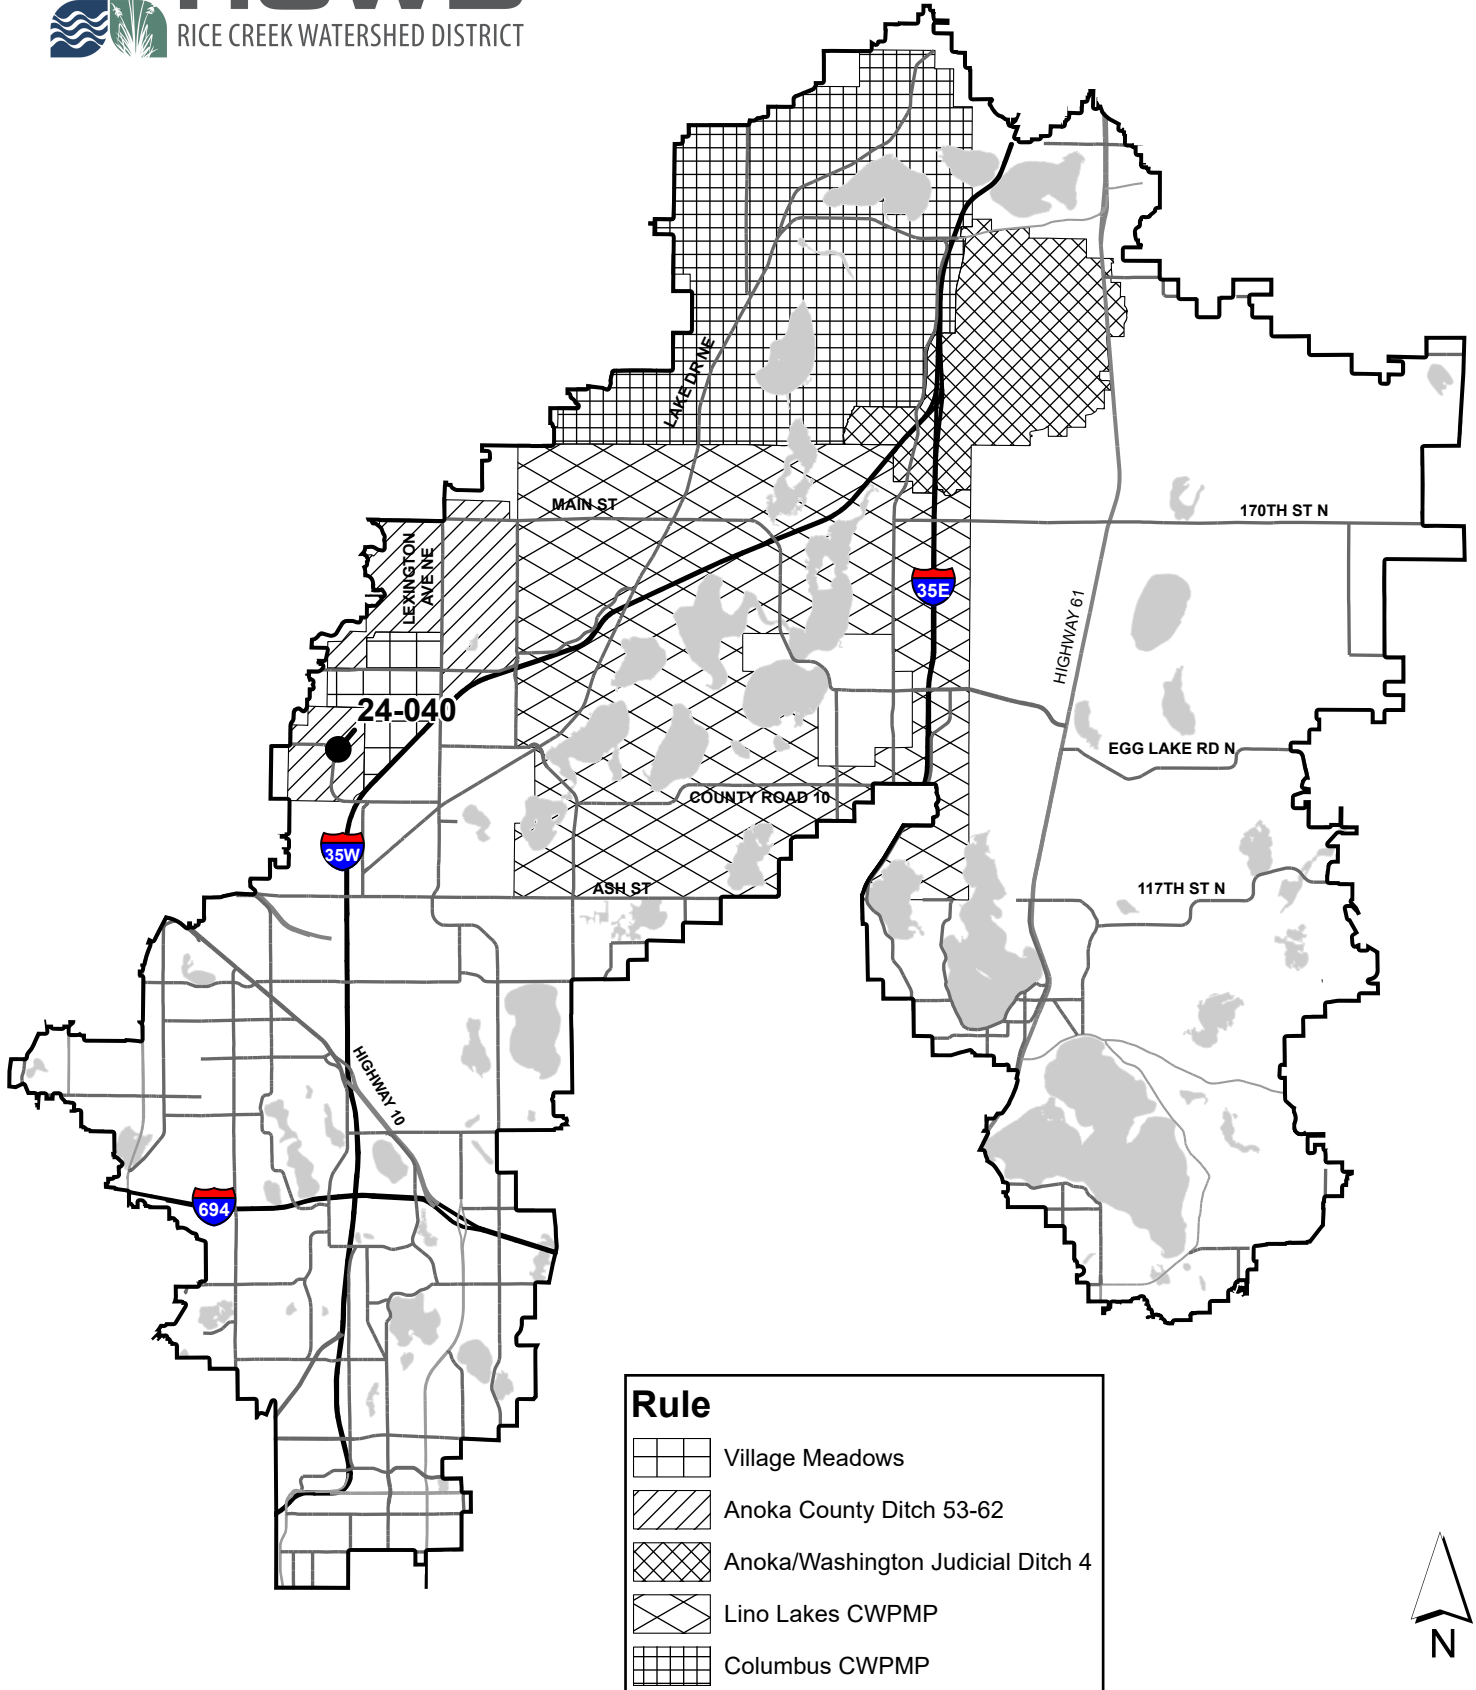 RICE CREEK WATERSHED DISTRICT
LAKE DR NE
MAIN ST
170TH ST N
LEXINGTON
AVE NE
35E
HIGHWAY 61
24-040
EGG LAKE RD N
COUNTY ROAD 10
35W
ASH ST
117TH ST N
HIGHWAY 10
694
Rule
Village Meadows
Anoka County Ditch 53-62
Anoka/Washington Judicial Ditch 4
Lino Lakes CWPMP
Columbus CWPMP
N